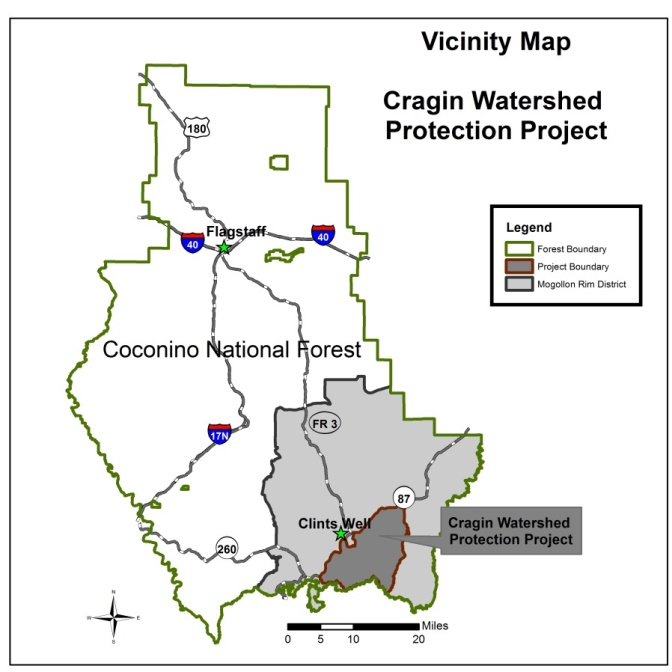 Vicinity Map
Cragin Watershed
Protection Project
180
Flagstaff
40
40
Legend
Forest Boundary
Project Boundary
Mogollon Rim District
Coconino National Forest
FR 3
17N
87
Clints Well
Cragin Watershed
Protection Project
260
N
W
E
S
Miles
0 5 10 20